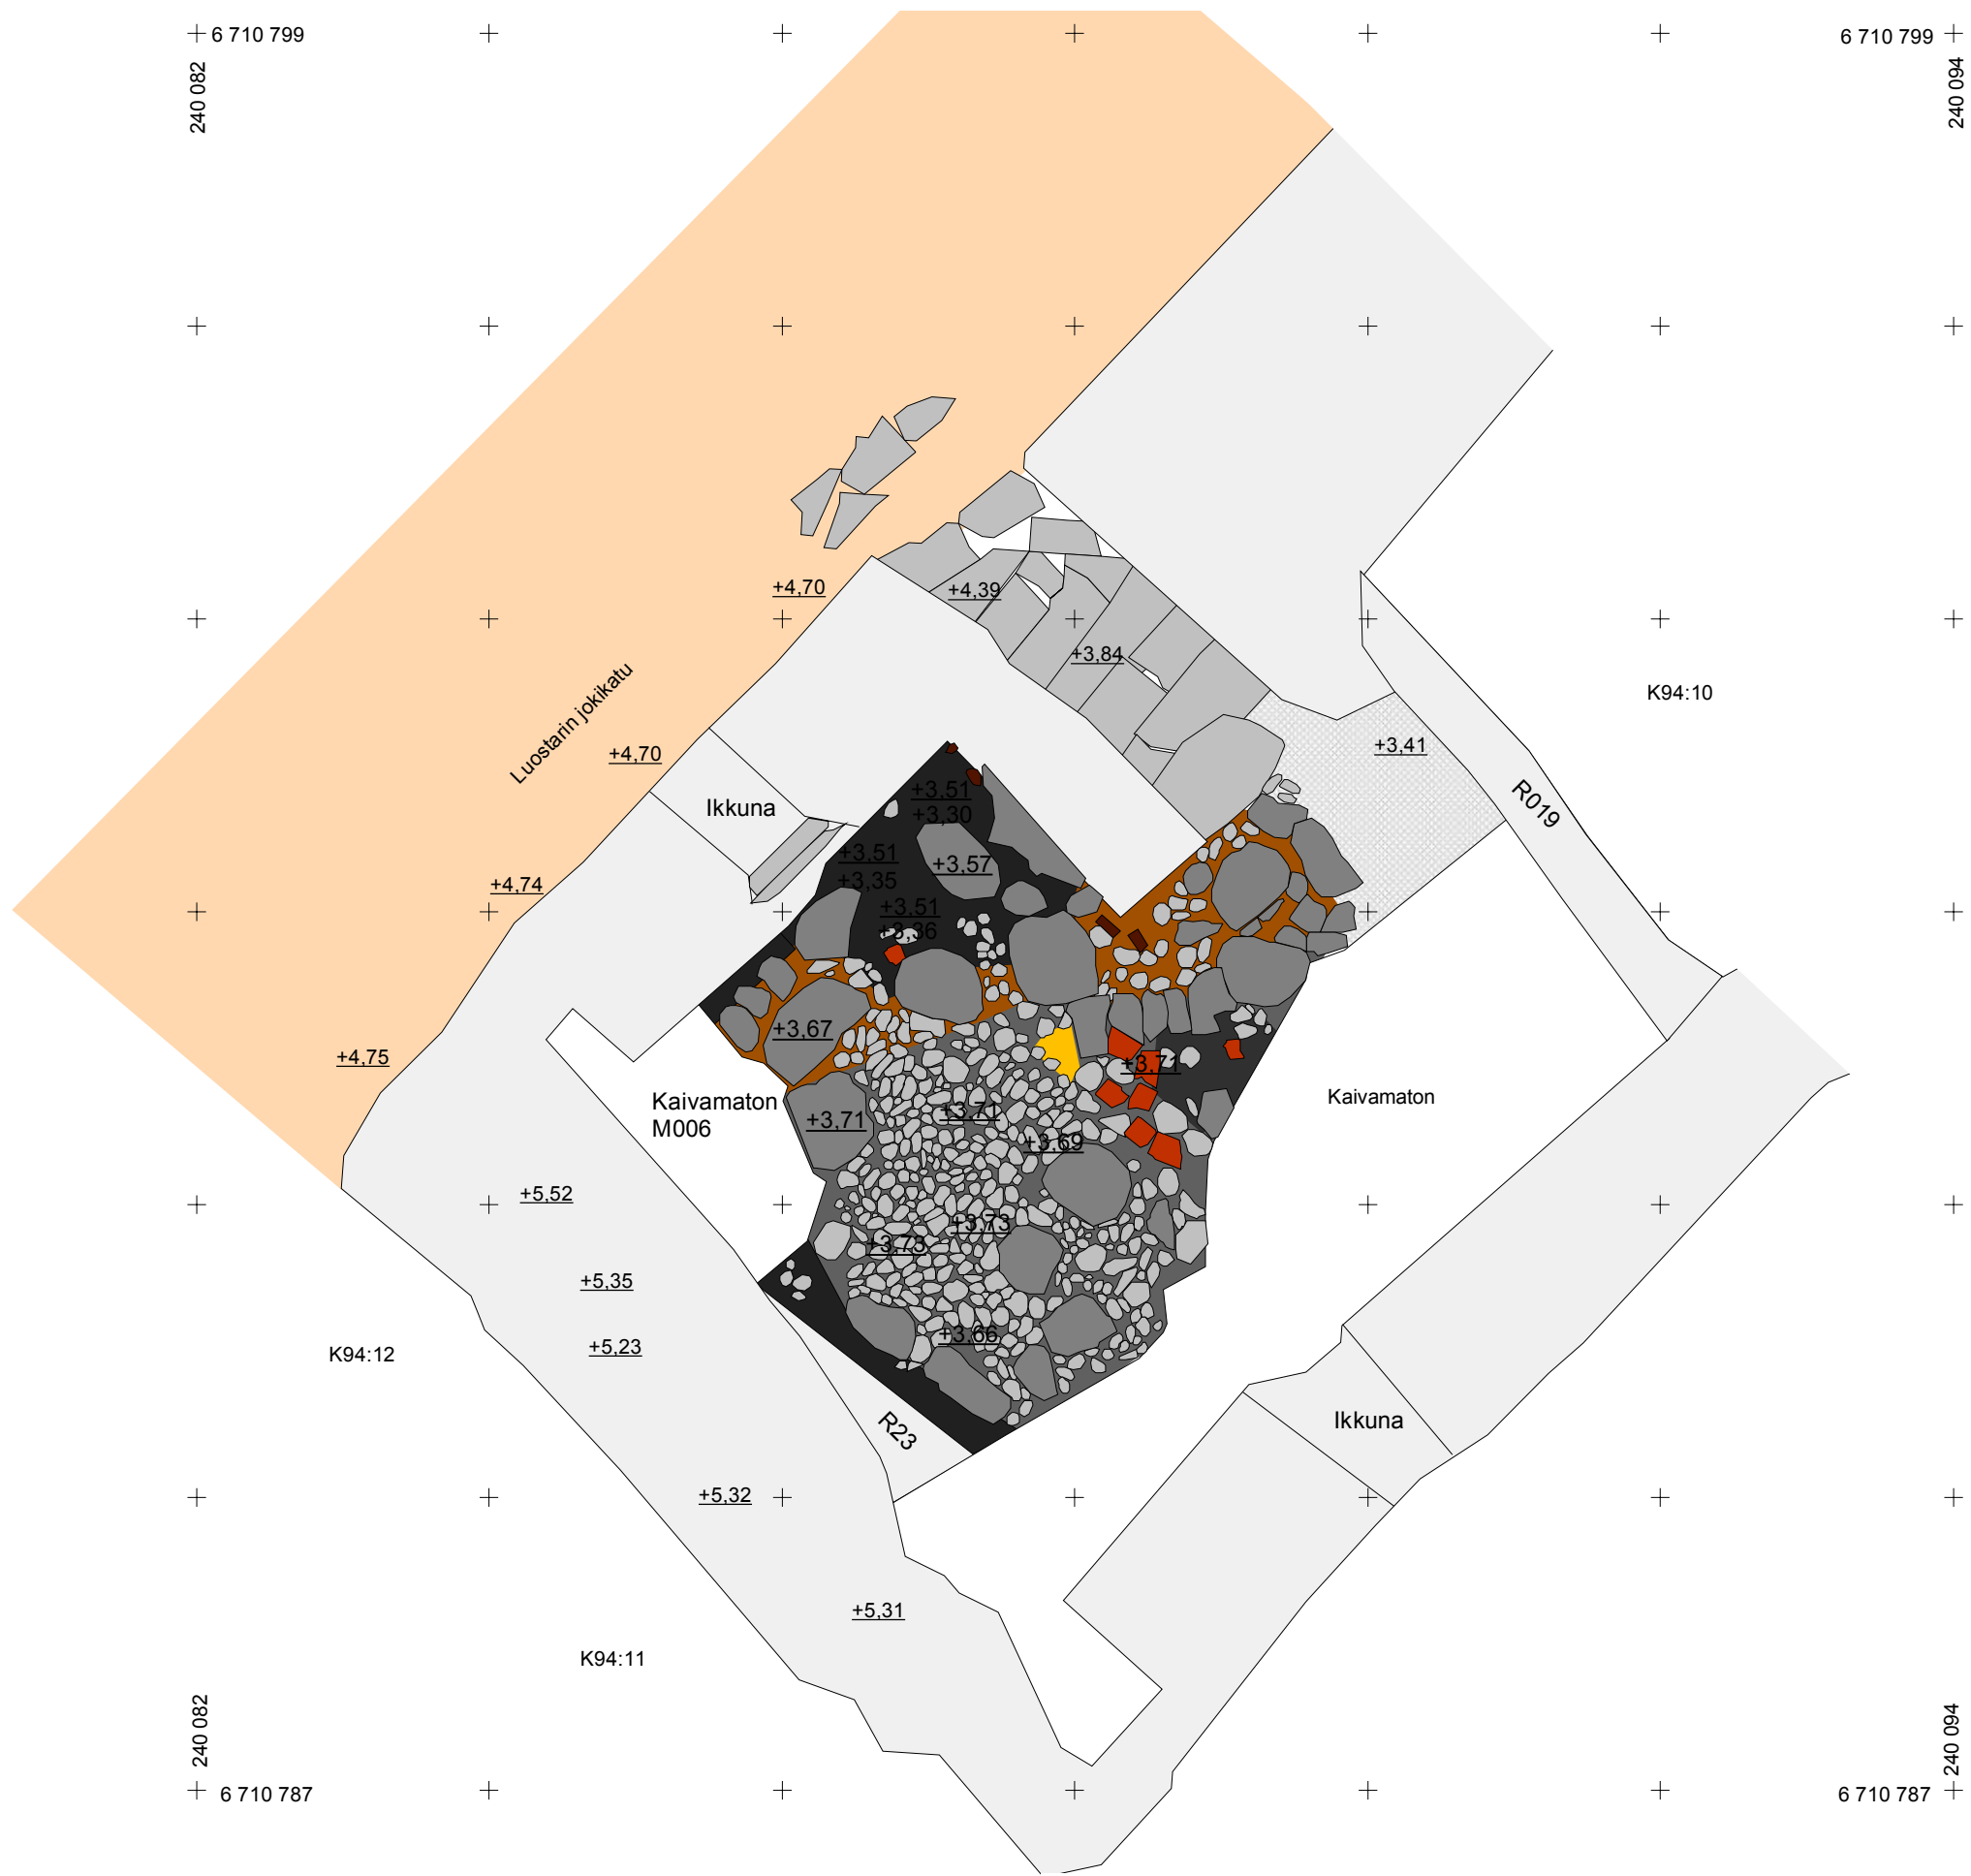 6 710 799
6 710 799
240 082
240 094
+4,70
+4,39
+3,84
Luostarin jokikatu
K94:10
+4,70
+3,41
Ikkuna
+3,51
+3,30
R019
+3,51
+3,57
+3,35
+4,74
+3,51
+3,36
+3,67
+4,75
+3,71
Kaivamaton
M006
+3,71
+3,71
Kaivamaton
+3,69
+5,52
+3,73
+3,73
+5,35
+3,66
+5,23
K94:12
R23
Ikkuna
+5,32
+5,31
K94:11
240 082
240 094
6 710 787
6 710 787